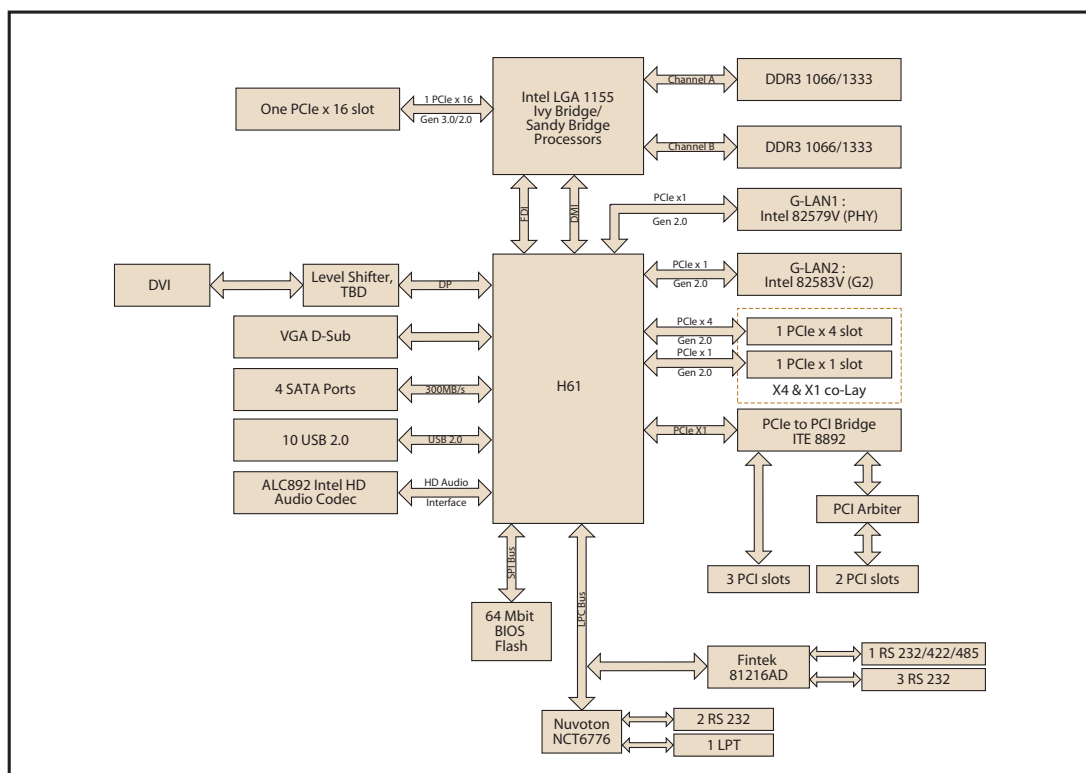 Intel LGA 1155
Ivy Bridge/
Sandy Bridge
Processors
One PCIe x 16 slot
1 PCIe x 16
Gen 3.0/2.0
Channel A
DDR3 1066/1333
Channel B
DDR3 1066/1333
FDI
DMI
PCIe x1
Gen 2.0
G-LAN1 :
Intel 82579V (PHY)
DVI
Level Shifter,
TBD
DP
PCIe x 1
Gen 2.0
G-LAN2 :
Intel 82583V (G2)
VGA D-Sub
PCIe x 4
Gen 2.0
1 PCIe x 4 slot
PCIe x 1
Gen 2.0
1 PCIe x 1 slot
X4 & X1 co-Lay
H61
4 SATA Ports
300MB/s
10 USB 2.0
USB 2.0
PCIe X1
PCIe to PCI Bridge
ITE 8892
ALC892 Intel HD
Audio Codec
HD Audio
Interface
PCI Arbiter
3 PCI slots
2 PCI slots
SPI Bus
64 Mbit
BIOS
Flash
LPC Bus
Fintek
81216AD
1 RS 232/422/485
3 RS 232
Nuvoton
NCT6776
2 RS 232
1 LPT